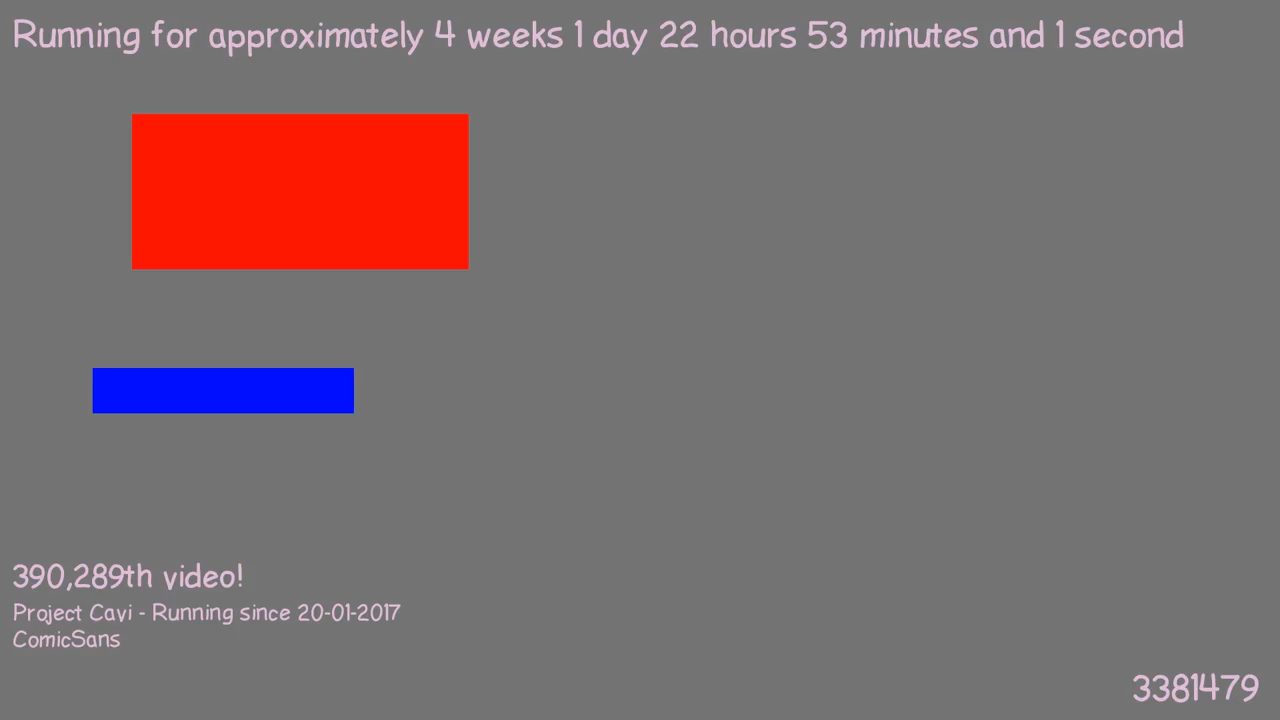 Running for approximately 4 weeks 1 day 22 hours 53 minutes and 1 second
390,289th video!
Project Cavi - Running since 20-01-2017
ComicSans
3381479